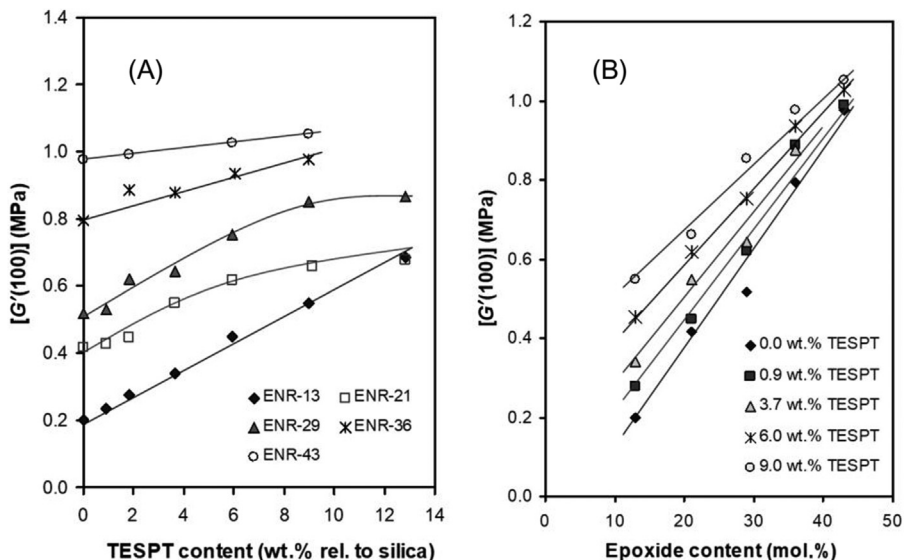 (A)
[G′(100)] (MPa)
1.4
1.2
1.0
0.8
0.6
0.4
0.2
0.0
ENR-13 ENR-21
ENR-29 ENR-36
ENR-43
0 2 4 6 8 10 12 14
TESPT content (wt.% rel. to silica)
(B)
[G′(100)] (MPa)
1.2
1.0
0.8
0.6
0.4
0.2
0.0
0.0 wt.% TESPT
0.9 wt.% TESPT
3.7 wt.% TESPT
6.0 wt.% TESPT
9.0 wt.% TESPT
0 10 20 30 40 50
Epoxide content (mol.%)